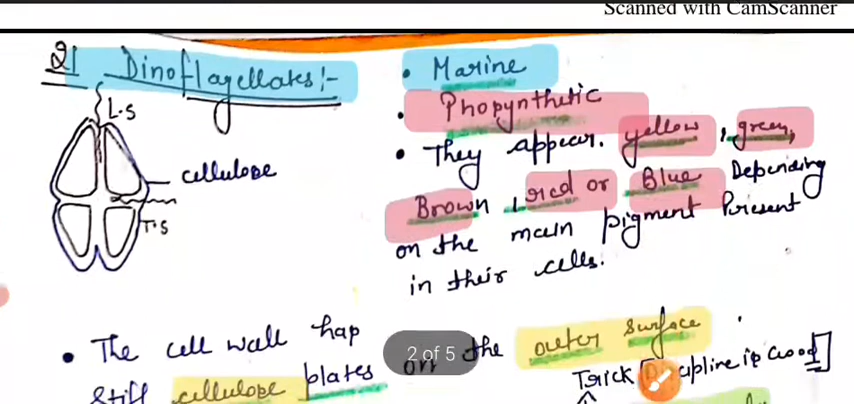 Scanned with CamScanner
2] Dinoflagellates:-
L.S
cellulose
T.S
• Marine
• Phopynthetic
• They appear. yellow, green,
Brown, red or Blue Depending
on the main pigment Present
in their cells.
• The cell wall hap
Stiff cellulose plates on the outer surface
2 of 5
Trick